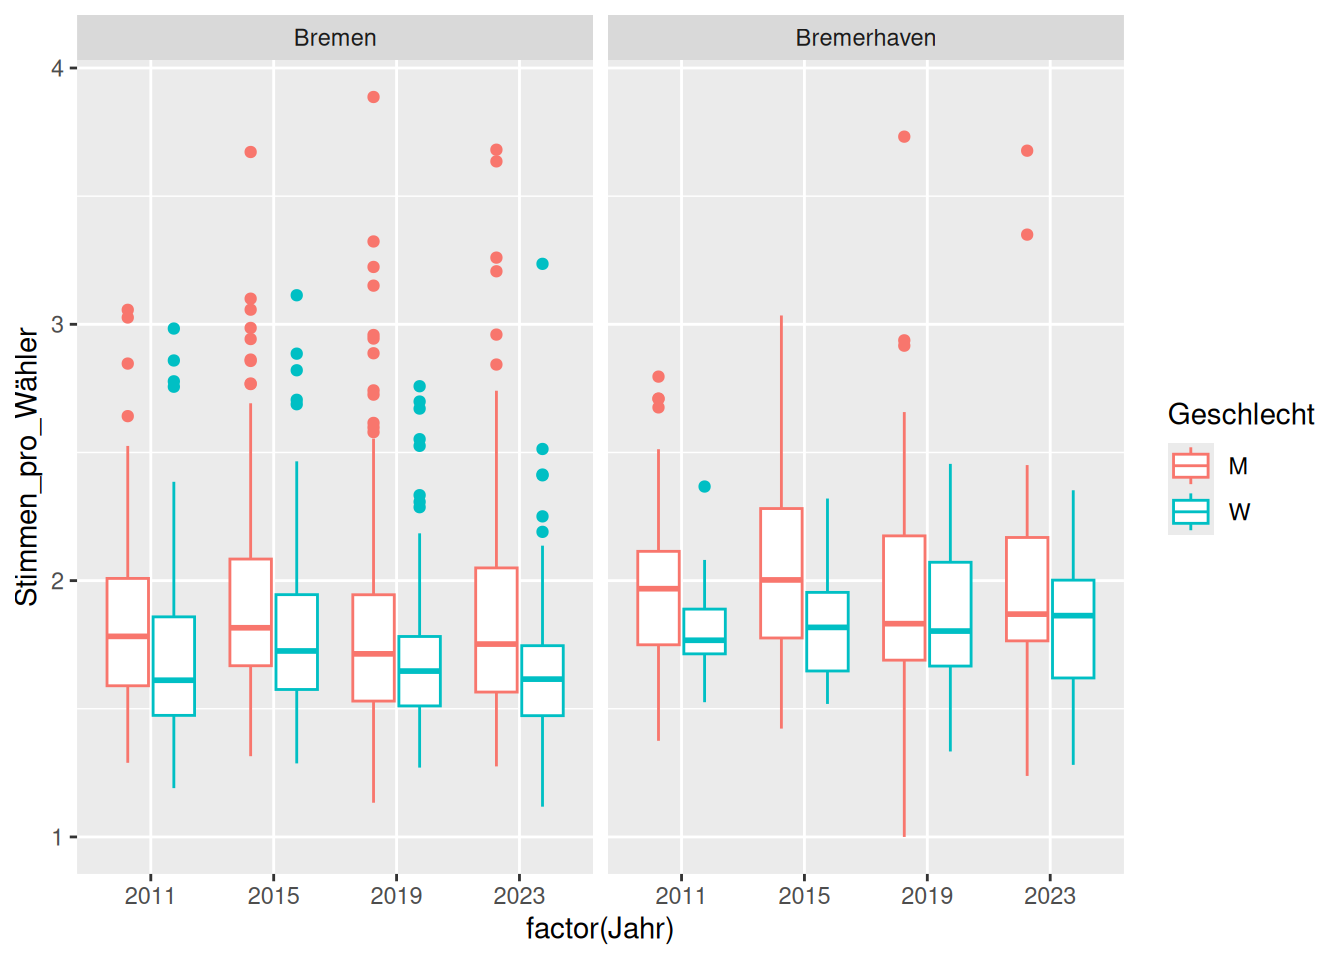 Bremen
Bremerhaven
4
3
2
1
Stimmen_pro_Wähler
2011 2015 2019 2023
2011 2015 2019 2023
factor(Jahr)
Geschlecht
M
W